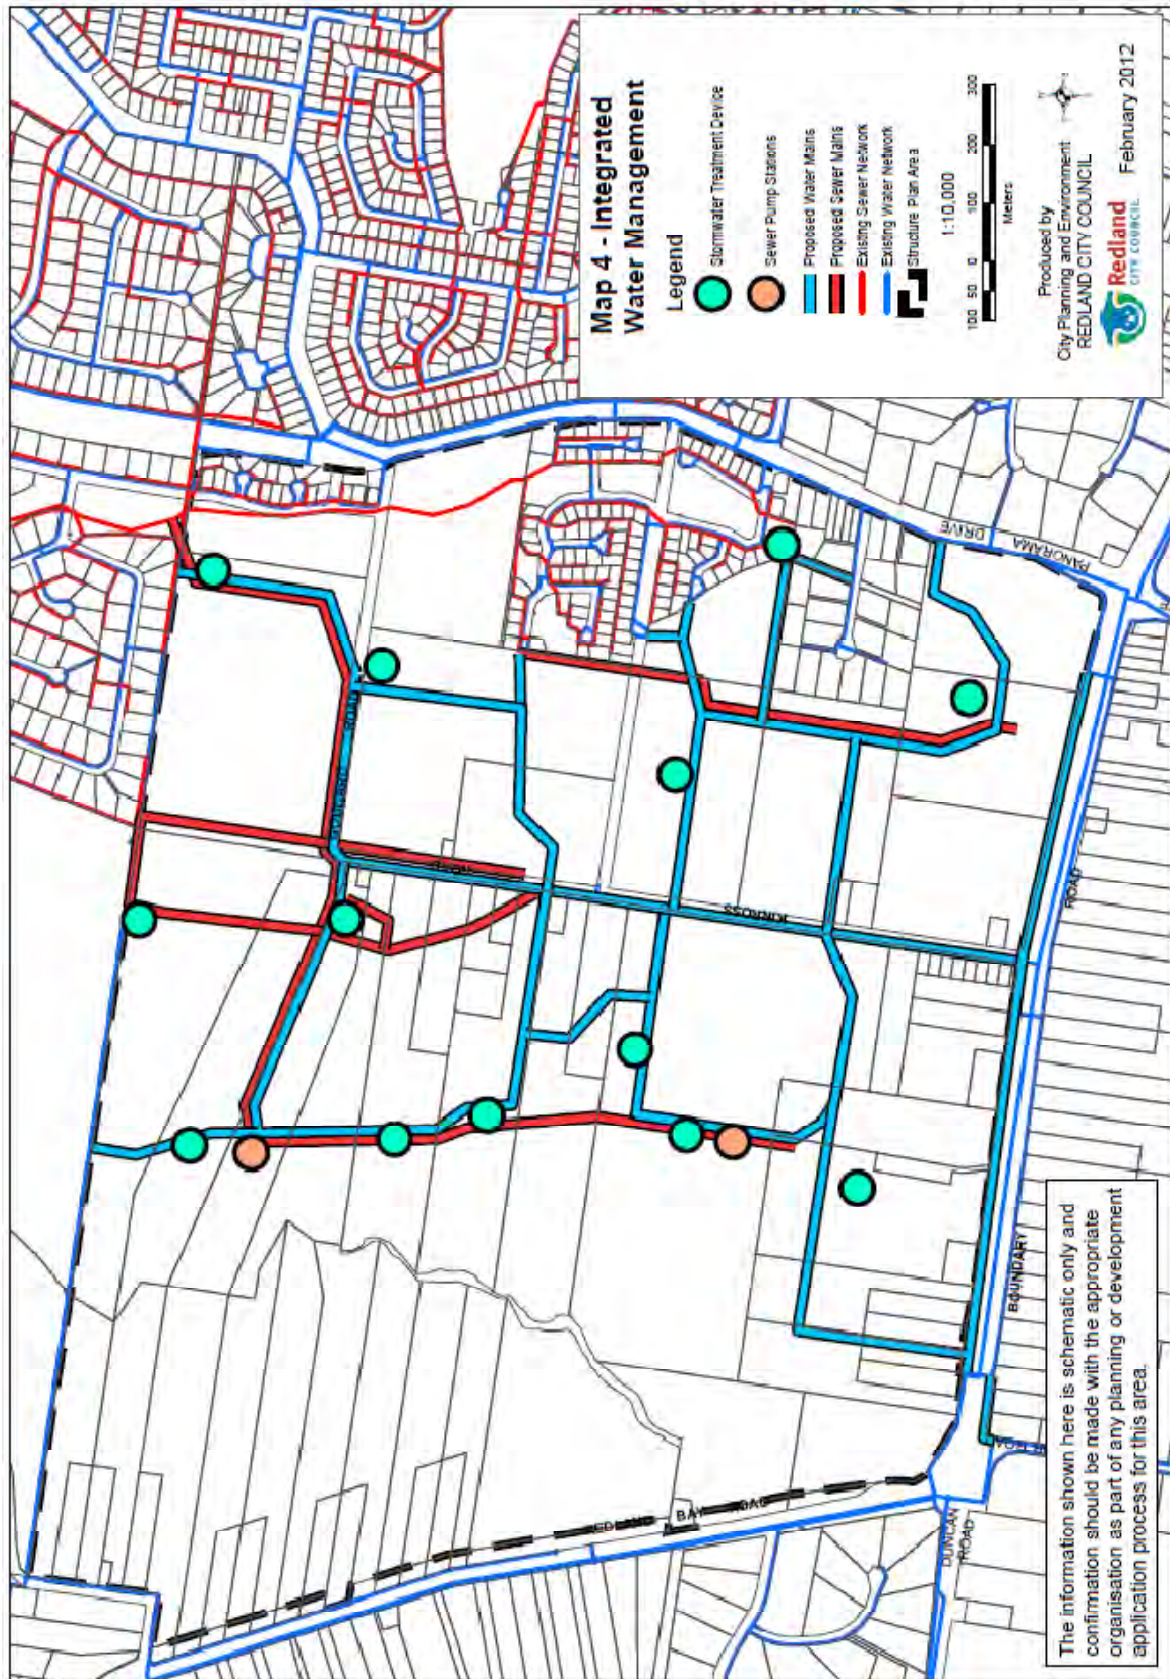 Map 4 - Integrated
Water Management
Legend
Stormwater Treatment Device
Sewer Pump Stations
Proposed Water Mains
Proposed Sewer Mains
Existing Sewer Network
Existing Water Network
Structure Plan Area
1:10,000
100 50 0 100 200 300
Meters
Produced by
City Planning and Environment
REDLAND CITY COUNCIL
Redland
CITY COUNCIL
February 2012
PANORAMA
DRIVE
ROAD
KINROSS
ROAD
ROAD
BOUNDARY
BAY
DUNCAN
ROAD
The information shown here is schematic only and
confirmation should be made with the appropriate
organisation as part of any planning or development
application process for this area.